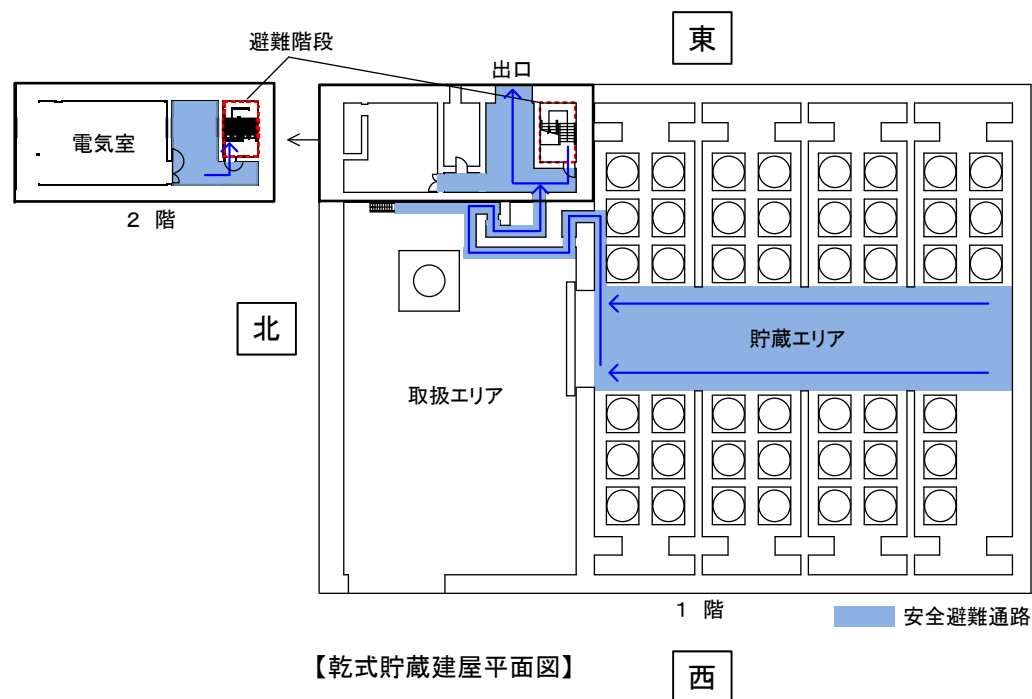 東
避難階段
出口
電気室
2 階
北
貯蔵エリア
取扱エリア
1 階
安全避難通路
【乾式貯蔵建屋平面図】
西